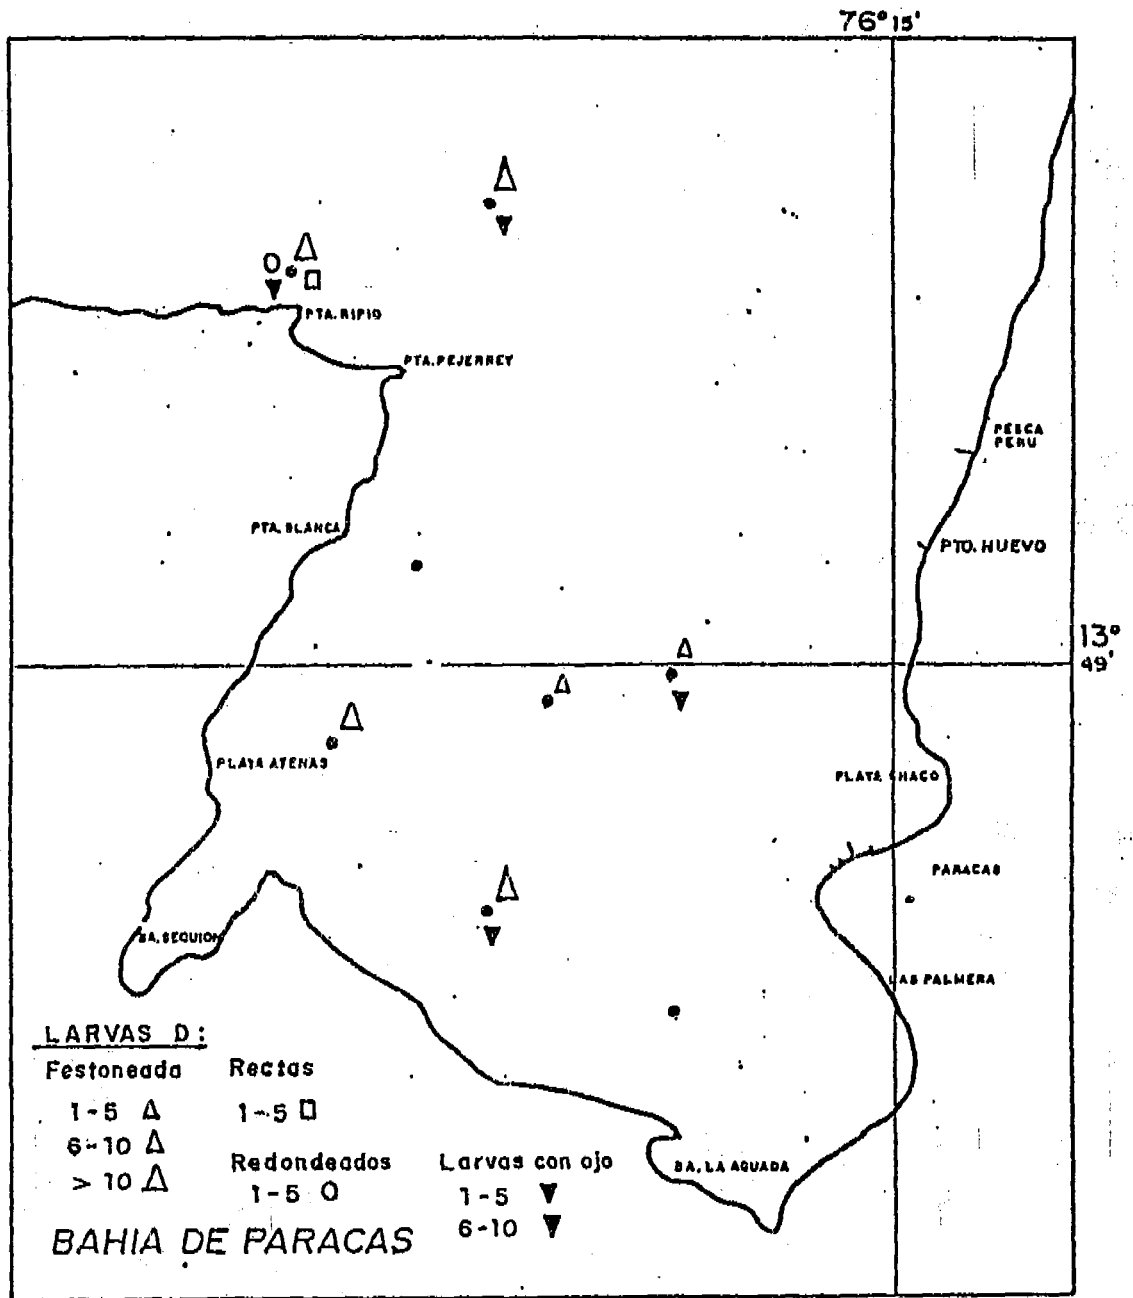 76° 15'
PTA. RIPIO
PTA. PEJERREY
PESCA
PERU
PTA. BLANCA
PTO. HUEVO
13°
49'
PLAYA ATENAS
PLAYA CHACO
PARACAS
BA. SEQUION
LAS PALMERA
LARVAS D:
Festoneada Rectas
1-5 △ 1-5 □
6-10 △
> 10 △
Redondeados Larvas con ojo
1-5 O 1-5 ▼
6-10 ▼
BA. LA AGUADA
BAHIA DE PARACAS